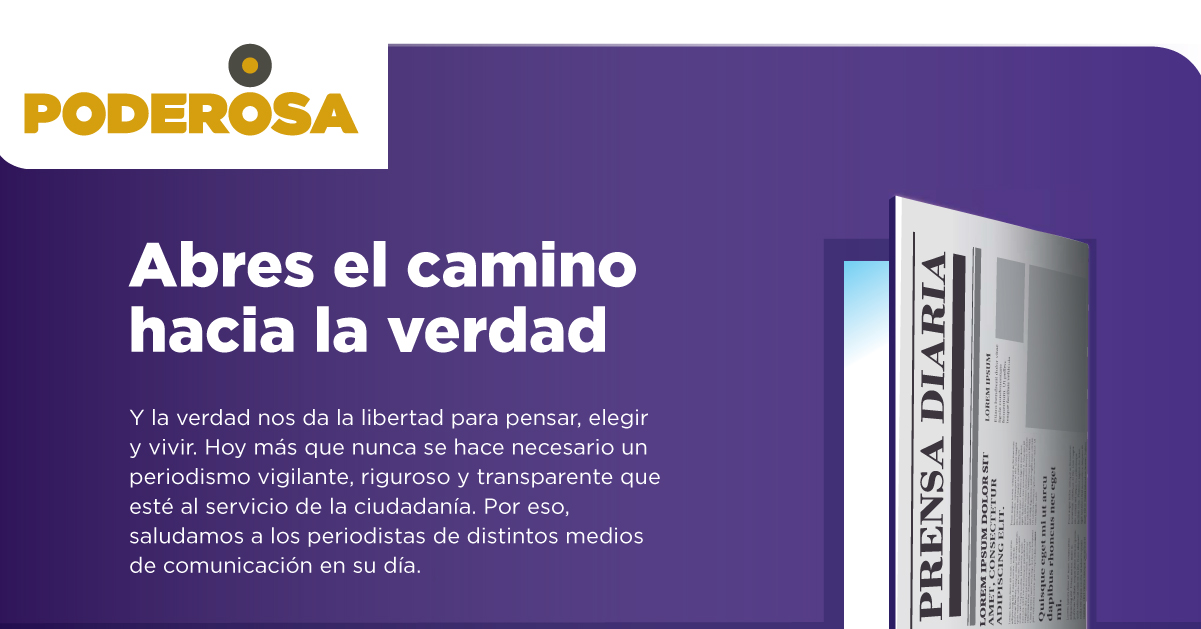 PODEROSA
Abres el camino
hacia la verdad
Y la verdad nos da la libertad para pensar, elegir
y vivir. Hoy más que nunca se hace necesario un
periodismo vigilante, riguroso y transparente que
esté al servicio de la ciudadanía. Por eso,
saludamos a los periodistas de distintos medios
de comunicación en su día.
PRENSA DIARIA
LOREM IPSUM
LOREM IPSUM DOLOR SIT
AMET, CONSECTETUR
ADIPISCING ELIT.
Quisque eget mi ut arcu
dapibus rhoncus nec eget
mi.